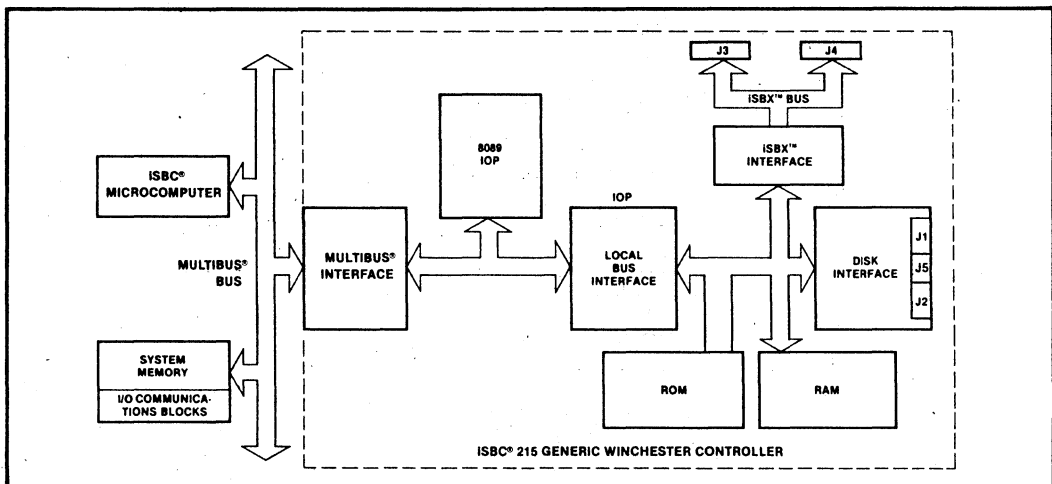 J3
J4
iSBX™ BUS
iSBX™
INTERFACE
8089
IOP
iSBC®
MICROCOMPUTER
MULTIBUS®
BUS
MULTIBUS®
INTERFACE
IOP
LOCAL
BUS
INTERFACE
DISK
INTERFACE
J1
J5
J2
SYSTEM
MEMORY
I/O COMMUNICA-
TIONS BLOCKS
ROM
RAM
iSBC® 215 GENERIC WINCHESTER CONTROLLER